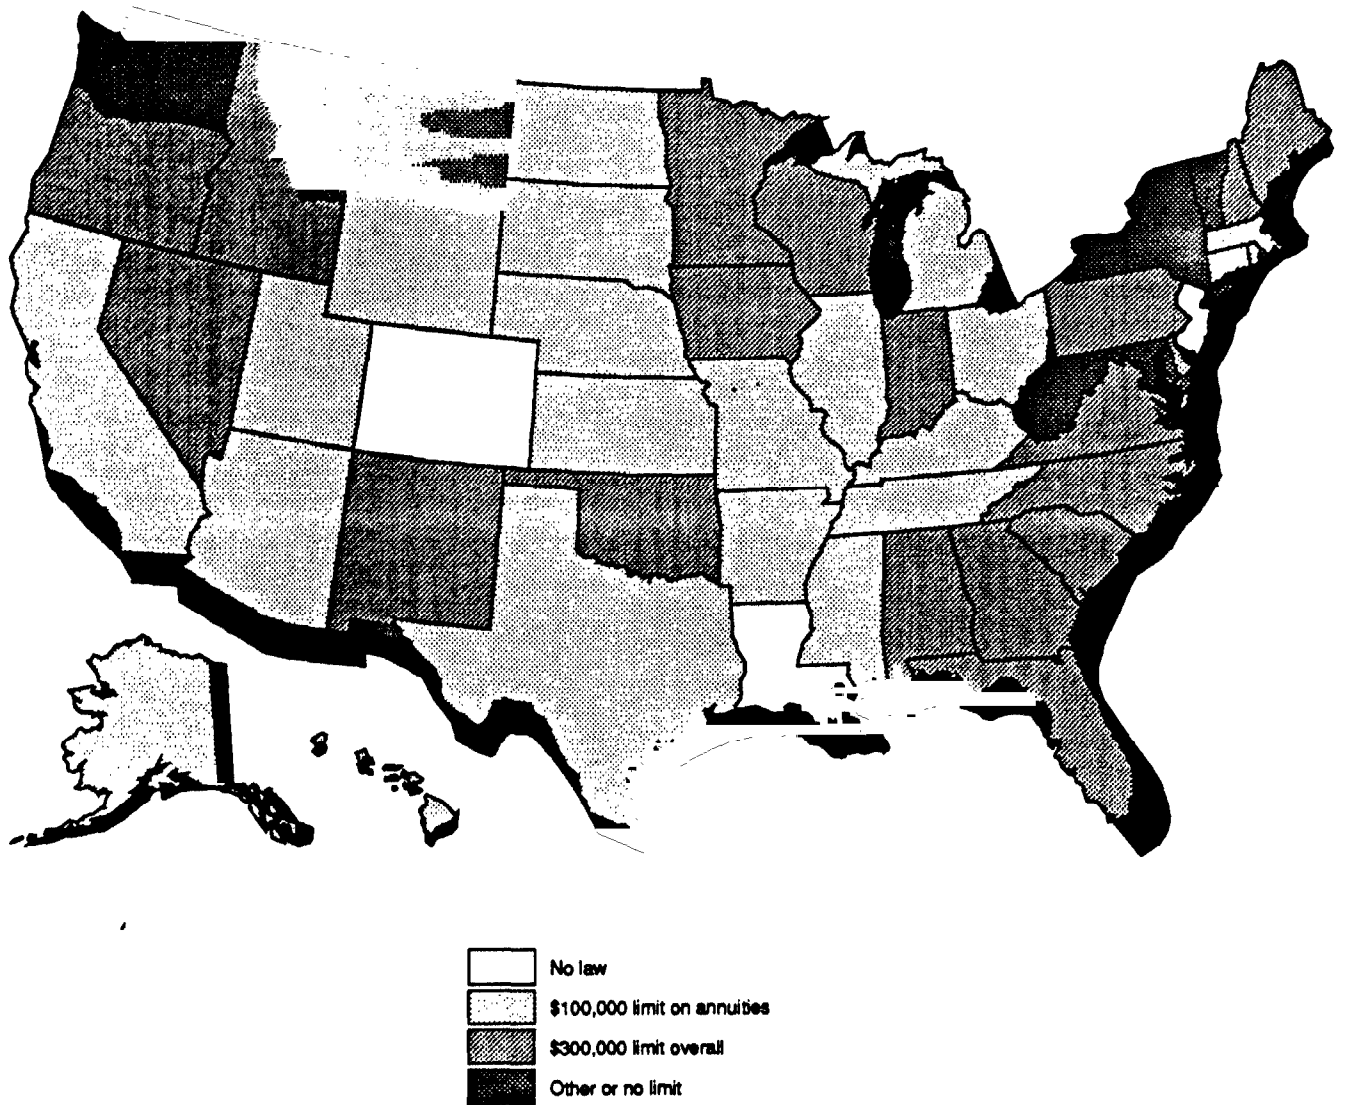 No law
$100,000 limit on annuities
$300,000 limit overall
Other or no limit